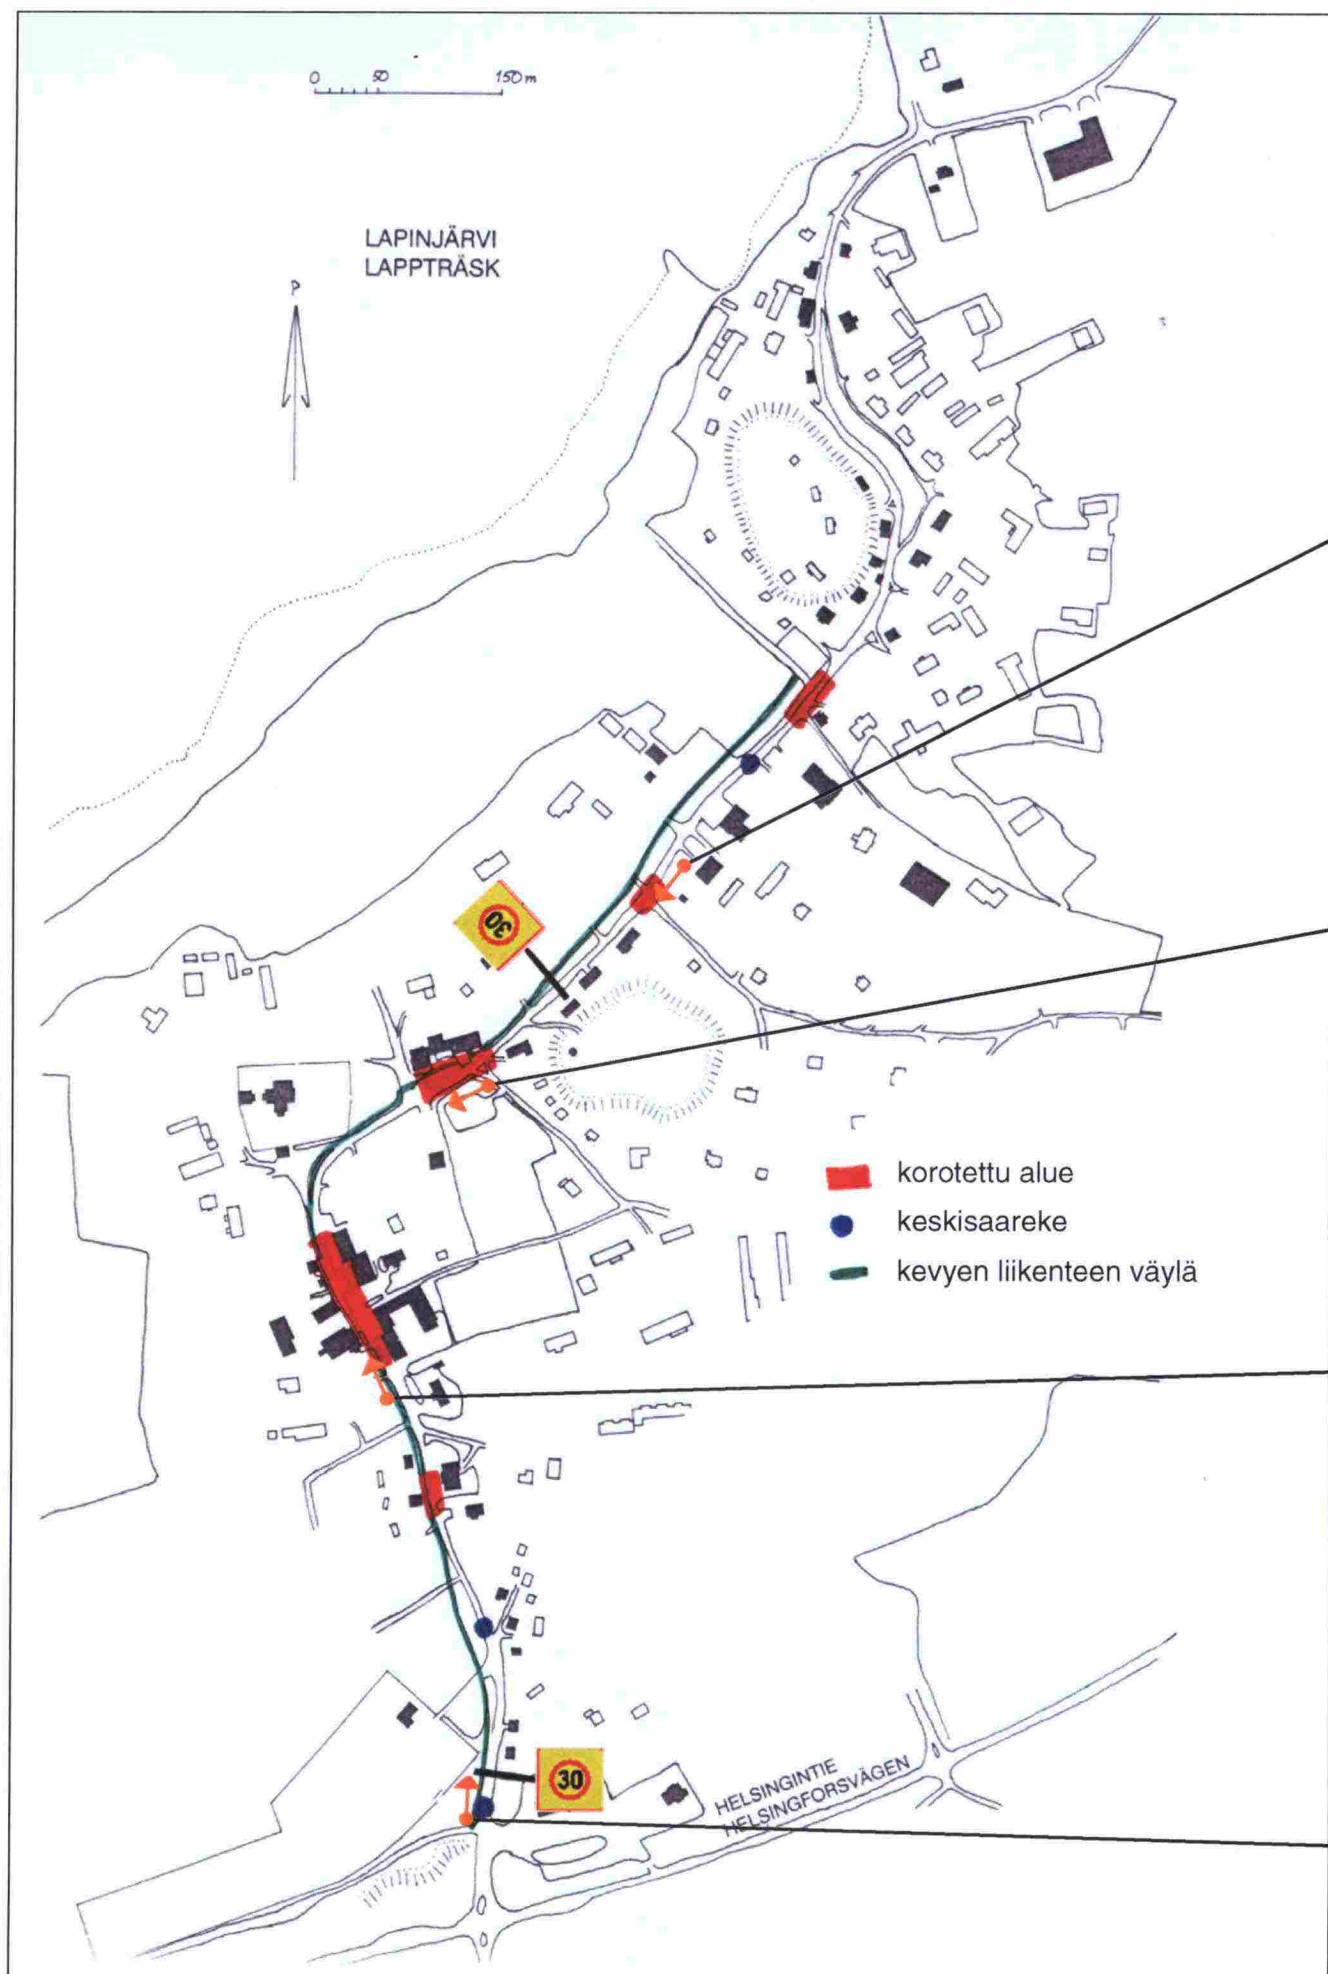 0 50 150 m
LAPINJÄRVI
LAPPTRÄSK
P
30
korotettu alue
keskisaareke
kevyen liikenteen väylä
30
HELSINGINTIE
HELSINGFORSVÄGEN